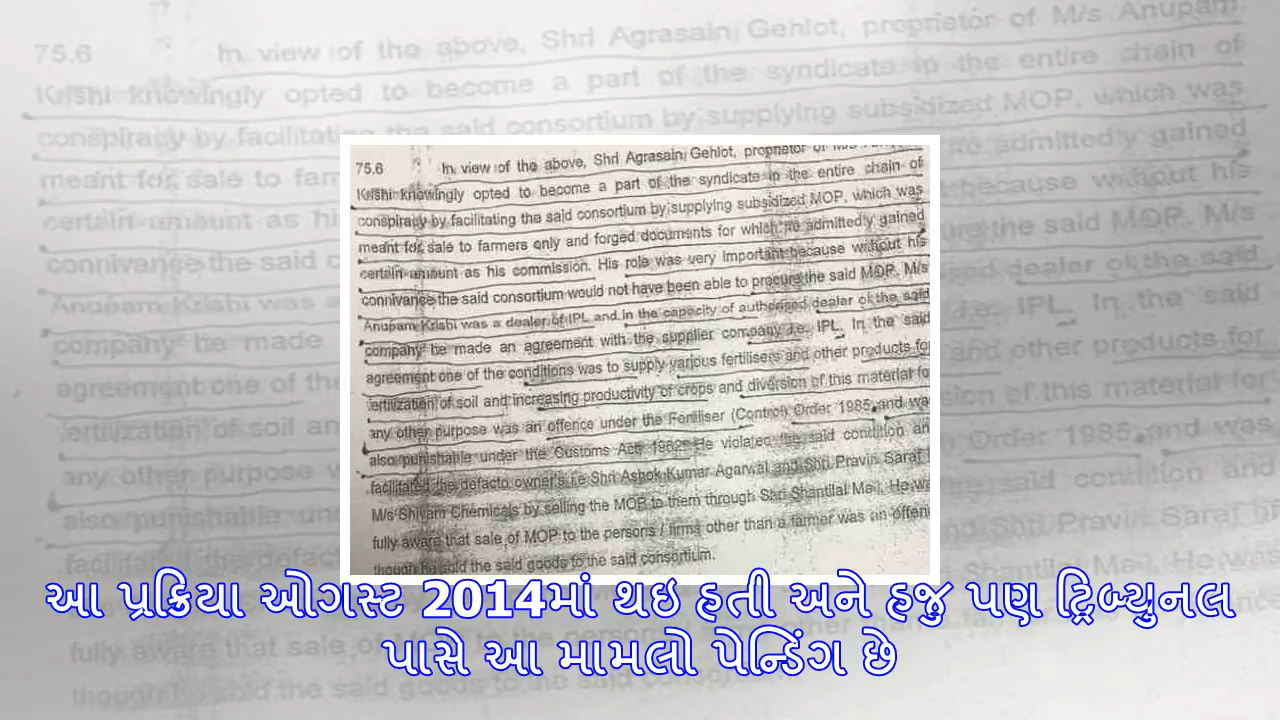 75.6 In view of the above, Shri Agrasain Gehlot, proprietor of M/s Anupam
Krishi knowingly opted to become a part of the syndicate in the entire chain of
conspiracy by facilitating the said consortium by supplying subsidized MOP, which was
meant for sale to farmers only and forged documents for which he admittedly gained
certain amount as his commission. His role was very important because without his
connivance the said consortium would not have been able to procure the said MOP. M/s
Anupam Krishi was a dealer of IPL and in the capacity of authorised dealer of the said
company he made an agreement with the supplier company i.e. IPL. In the said
agreement one of the conditions was to supply various fertilisers and other products for
fertilization of soil and increasing productivity of crops and diversion of this material for
any other purpose was an offence under the Fertiliser (Control) Order 1985, and was
also punishable under the Customs Act, 1962. He violated the said condition and
facilitated the defacto owner's i.e Shri Ashok Kumar Agarwal and Shri Pravin Saraf of
M/s Shivam Chemicals by selling the MOP to them through Shri Shantilal Mei. He was
fully aware that sale of MOP to the persons / firms other than a farmer was an offence
though he sold the said goods to the said consortium.
આ પ્રક્રિયા ઓગસ્ટ 2014માં થઇ હતી અને હજુ પણ ટ્રિબ્યુનલ
પાસે આ મામલો પેન્ડિંગ છે